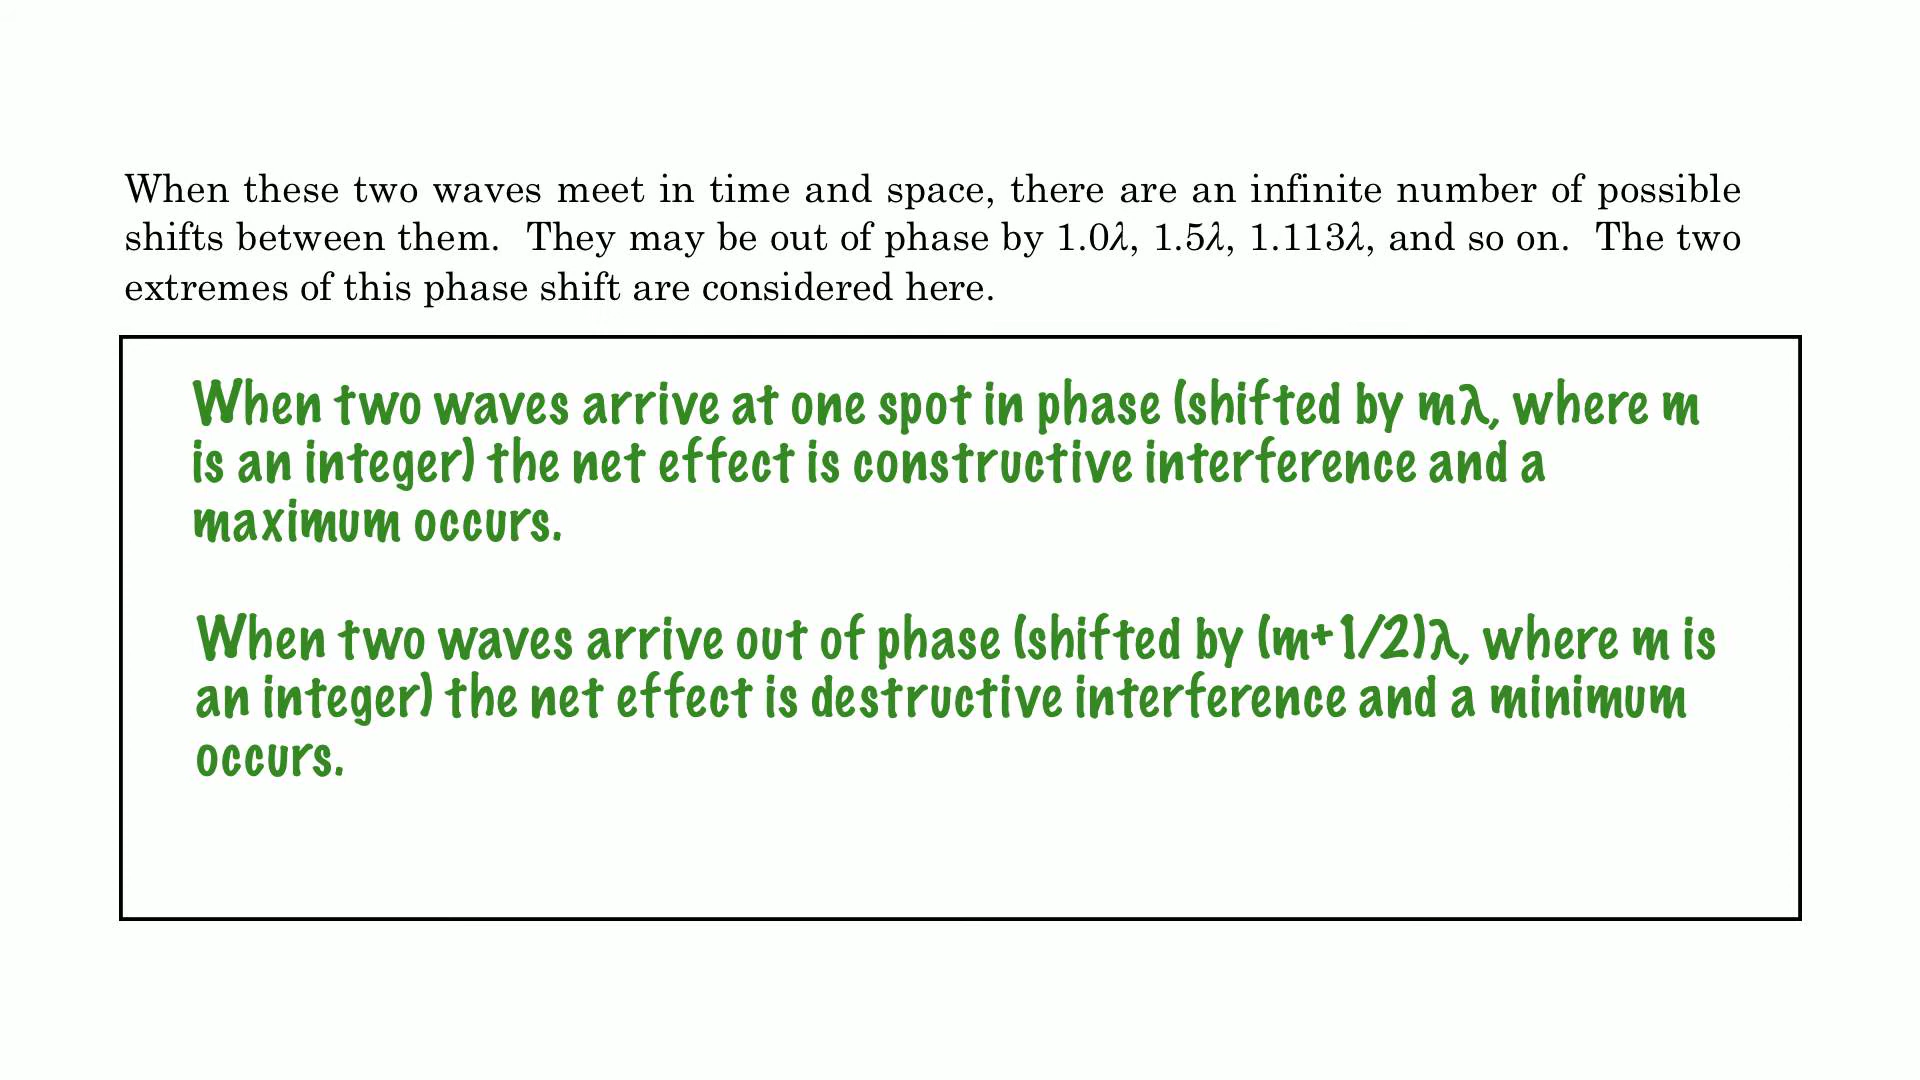 When these two waves meet in time and space, there are an infinite number of possible
shifts between them.  They may be out of phase by 1.0λ, 1.5λ, 1.113λ, and so on.  The two
extremes of this phase shift are considered here.
When two waves arrive at one spot in phase (shifted by mλ, where m
is an integer) the net effect is constructive interference and a
maximum occurs.
When two waves arrive out of phase (shifted by (m+1/2)λ, where m is
an integer) the net effect is destructive interference and a minimum
occurs.